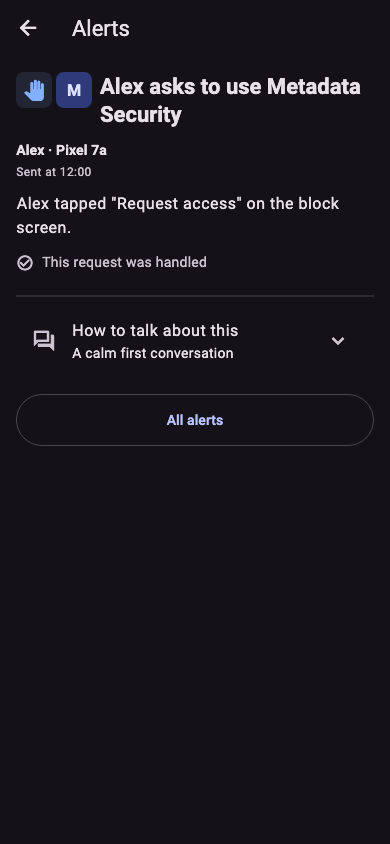 Alerts
M
Alex asks to use Metadata
Security
Alex · Pixel 7a
Sent at 12:00
Alex tapped "Request access" on the block
screen.
This request was handled
How to talk about this
A calm first conversation
All alerts